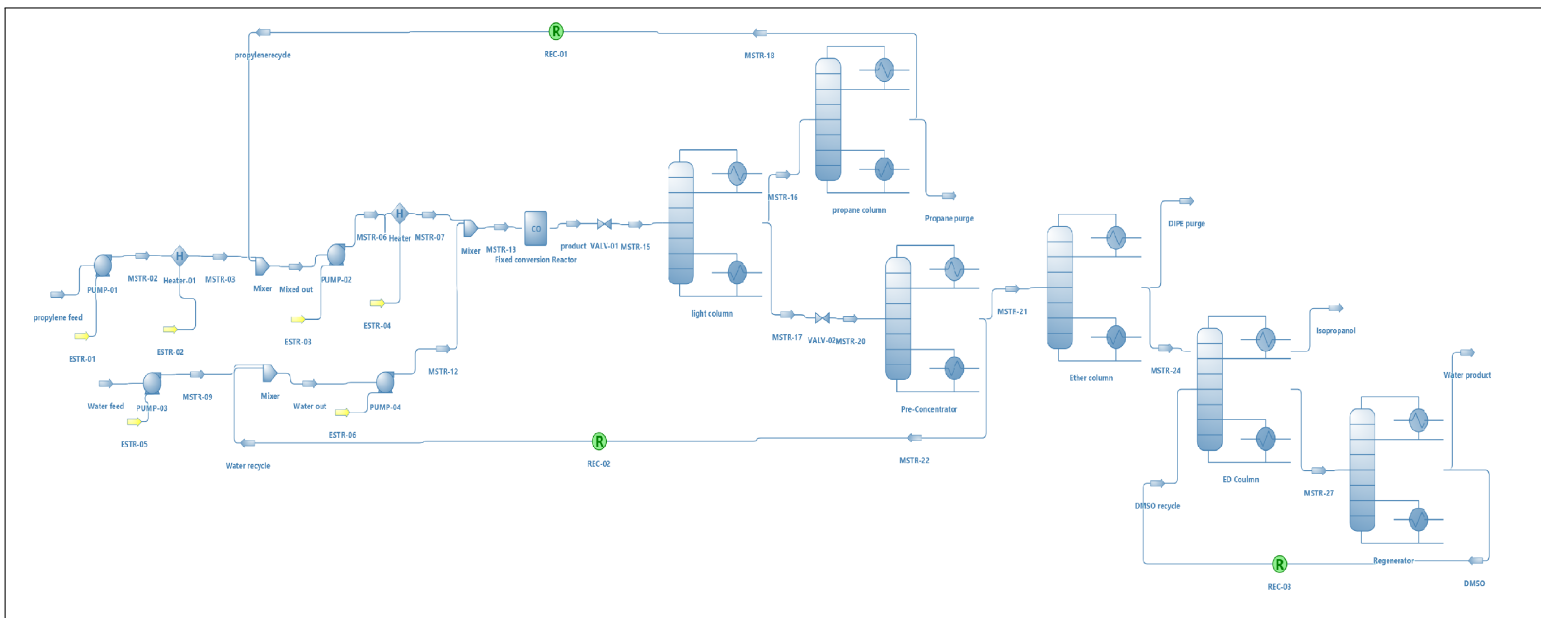 R
propylenerecycle
REC-01
MSTR-18
MSTR-16
propane column
Propane purge
DIPE purge
MSTR-06
H
Heater
MSTR-07
Mixer
MSTR-13
CO
Fixed conversion Reactor
product
VALV-01
MSTR-15
PUMP-01
MSTR-02
H
Heater-01
MSTR-03
Mixer
Mixed out
PUMP-02
propylene feed
ESTR-01
ESTR-02
ESTR-03
ESTR-04
light column
MSTR-17
VALV-02
MSTR-20
MSTR-21
Ether column
MSTR-24
Isopropanol
Water feed
PUMP-03
MSTR-09
Mixer
Water out
PUMP-04
MSTR-12
ESTR-05
ESTR-06
Pre-Concentrator
Water product
Water recycle
R
REC-02
MSTR-22
DMSO recycle
ED Coulmn
MSTR-27
R
REC-03
Regenerator
DMSO